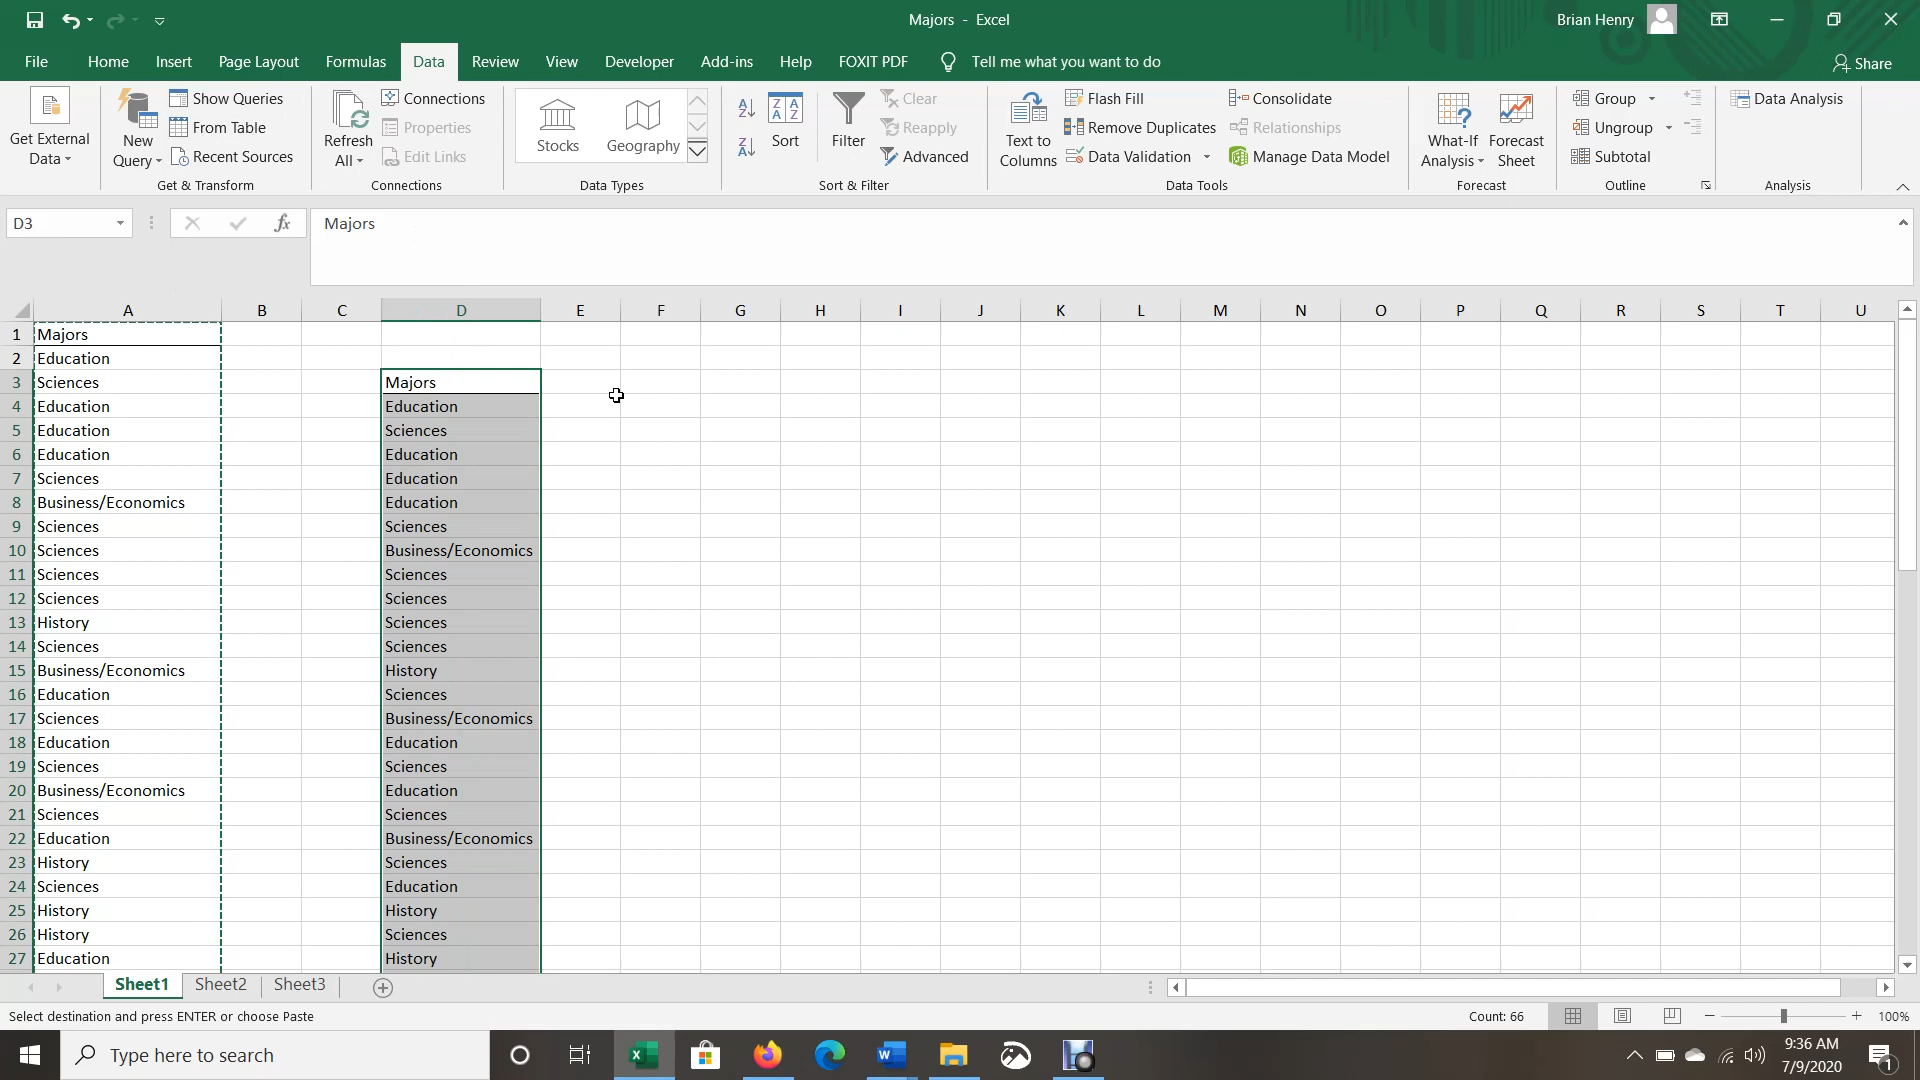 Majors - Excel
Brian Henry
File Home Insert Page Layout Formulas Data Review View Developer Add-ins Help FOXIT PDF Tell me what you want to do Share
Get External Data
New Query
Show Queries
From Table
Recent Sources
Get & Transform
Refresh All
Connections
Properties
Edit Links
Connections
Stocks
Geography
Data Types
Sort
Filter
Clear
Reapply
Advanced
Sort & Filter
Text to Columns
Flash Fill
Remove Duplicates
Data Validation
Consolidate
Relationships
Manage Data Model
Data Tools
What-If Analysis
Forecast Sheet
Forecast
Group
Ungroup
Subtotal
Outline
Data Analysis
Analysis
D3
fx
Majors
A B C D E F G H I J K L M N O P Q R S T U
1 Majors
2 Education
3 Sciences Majors
4 Education Education
5 Education Sciences
6 Education Education
7 Sciences Education
8 Business/Economics Education
9 Sciences Sciences
10 Sciences Business/Economics
11 Sciences Sciences
12 Sciences Sciences
13 History Sciences
14 Sciences Sciences
15 Business/Economics History
16 Education Sciences
17 Sciences Business/Economics
18 Education Education
19 Sciences Sciences
20 Business/Economics Education
21 Sciences Sciences
22 Education Business/Economics
23 History Sciences
24 Sciences Education
25 History History
26 History Sciences
27 Education History
Sheet1 Sheet2 Sheet3
Select destination and press ENTER or choose Paste
Count: 66
100%
Type here to search
9:36 AM
7/9/2020
1